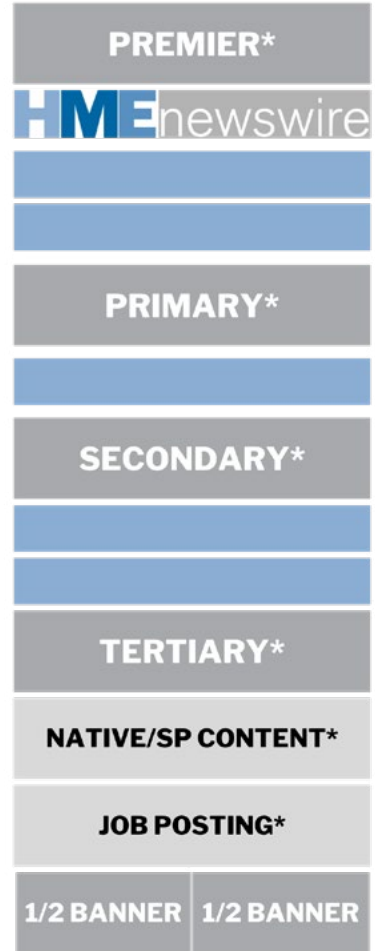 PREMIER*
HMEnewswire
PRIMARY*
SECONDARY*
TERTIARY*
NATIVE/SP CONTENT*
JOB POSTING*
1/2 BANNER 1/2 BANNER